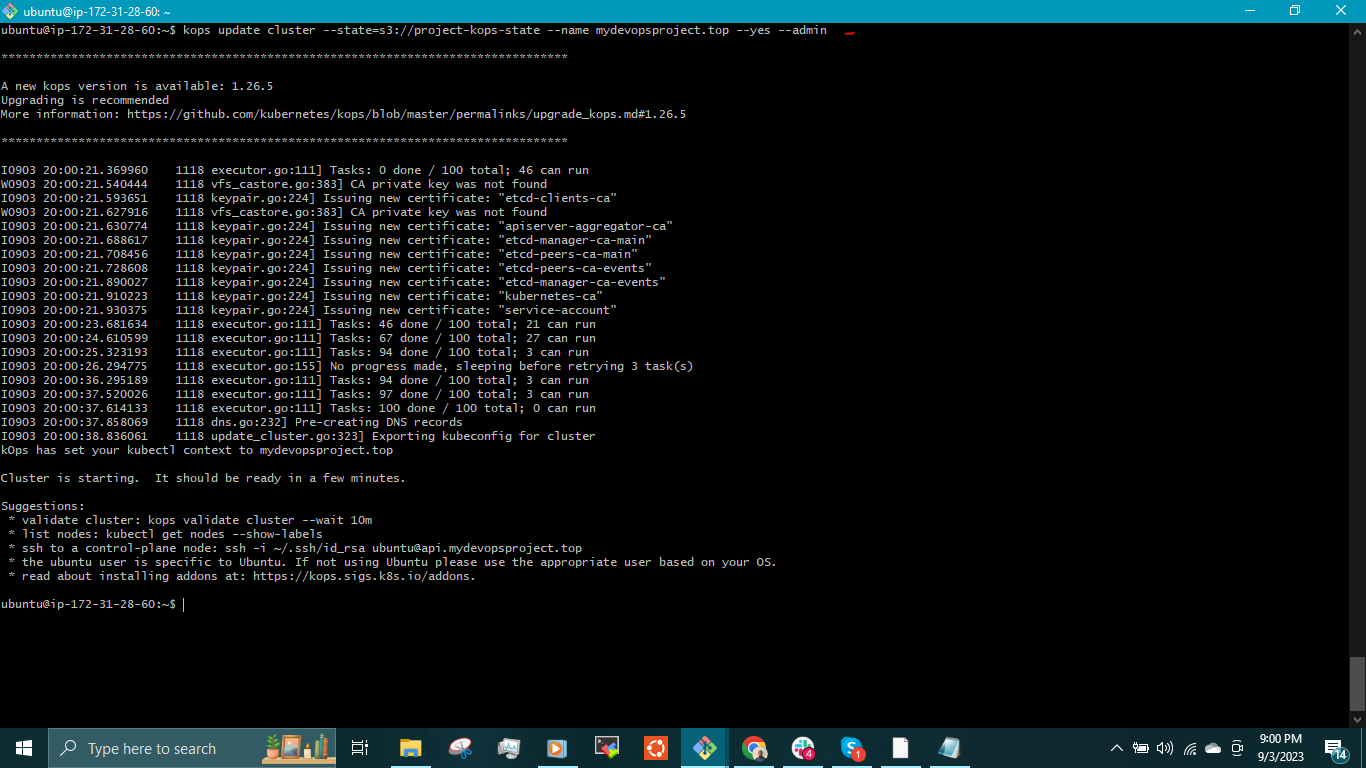 ubuntu@ip-172-31-28-60: ~
ubuntu@ip-172-31-28-60:~$ kops update cluster --state=s3://project-kops-state --name mydevopsproject.top --yes --admin
*********************************************************************************
A new kops version is available: 1.26.5
Upgrading is recommended
More information: https://github.com/kubernetes/kops/blob/master/permalinks/upgrade_kops.md#1.26.5
*********************************************************************************
I0903 20:00:21.369960    1118 executor.go:111] Tasks: 0 done / 100 total; 46 can run
W0903 20:00:21.540444    1118 vfs_castore.go:383] CA private key was not found
I0903 20:00:21.593651    1118 keypair.go:224] Issuing new certificate: "etcd-clients-ca"
W0903 20:00:21.627916    1118 vfs_castore.go:383] CA private key was not found
I0903 20:00:21.630774    1118 keypair.go:224] Issuing new certificate: "apiserver-aggregator-ca"
I0903 20:00:21.688617    1118 keypair.go:224] Issuing new certificate: "etcd-manager-ca-main"
I0903 20:00:21.708456    1118 keypair.go:224] Issuing new certificate: "etcd-peers-ca-main"
I0903 20:00:21.728608    1118 keypair.go:224] Issuing new certificate: "etcd-peers-ca-events"
I0903 20:00:21.890027    1118 keypair.go:224] Issuing new certificate: "etcd-manager-ca-events"
I0903 20:00:21.910223    1118 keypair.go:224] Issuing new certificate: "kubernetes-ca"
I0903 20:00:21.930375    1118 keypair.go:224] Issuing new certificate: "service-account"
I0903 20:00:23.681634    1118 executor.go:111] Tasks: 46 done / 100 total; 21 can run
I0903 20:00:24.610599    1118 executor.go:111] Tasks: 67 done / 100 total; 27 can run
I0903 20:00:25.323193    1118 executor.go:111] Tasks: 94 done / 100 total; 3 can run
I0903 20:00:26.294775    1118 executor.go:155] No progress made, sleeping before retrying 3 task(s)
I0903 20:00:36.295189    1118 executor.go:111] Tasks: 94 done / 100 total; 3 can run
I0903 20:00:37.520026    1118 executor.go:111] Tasks: 97 done / 100 total; 3 can run
I0903 20:00:37.614133    1118 executor.go:111] Tasks: 100 done / 100 total; 0 can run
I0903 20:00:37.858069    1118 dns.go:232] Pre-creating DNS records
I0903 20:00:38.836061    1118 update_cluster.go:323] Exporting kubeconfig for cluster
kOps has set your kubectl context to mydevopsproject.top
Cluster is starting.  It should be ready in a few minutes.
Suggestions:
* validate cluster: kops validate cluster --wait 10m
* list nodes: kubectl get nodes --show-labels
* ssh to a control-plane node: ssh -i ~/.ssh/id_rsa ubuntu@api.mydevopsproject.top
* the ubuntu user is specific to Ubuntu. If not using Ubuntu please use the appropriate user based on your OS.
* read about installing addons at: https://kops.sigs.k8s.io/addons.
ubuntu@ip-172-31-28-60:~$
Type here to search
4
1
9:00 PM
9/3/2023
14